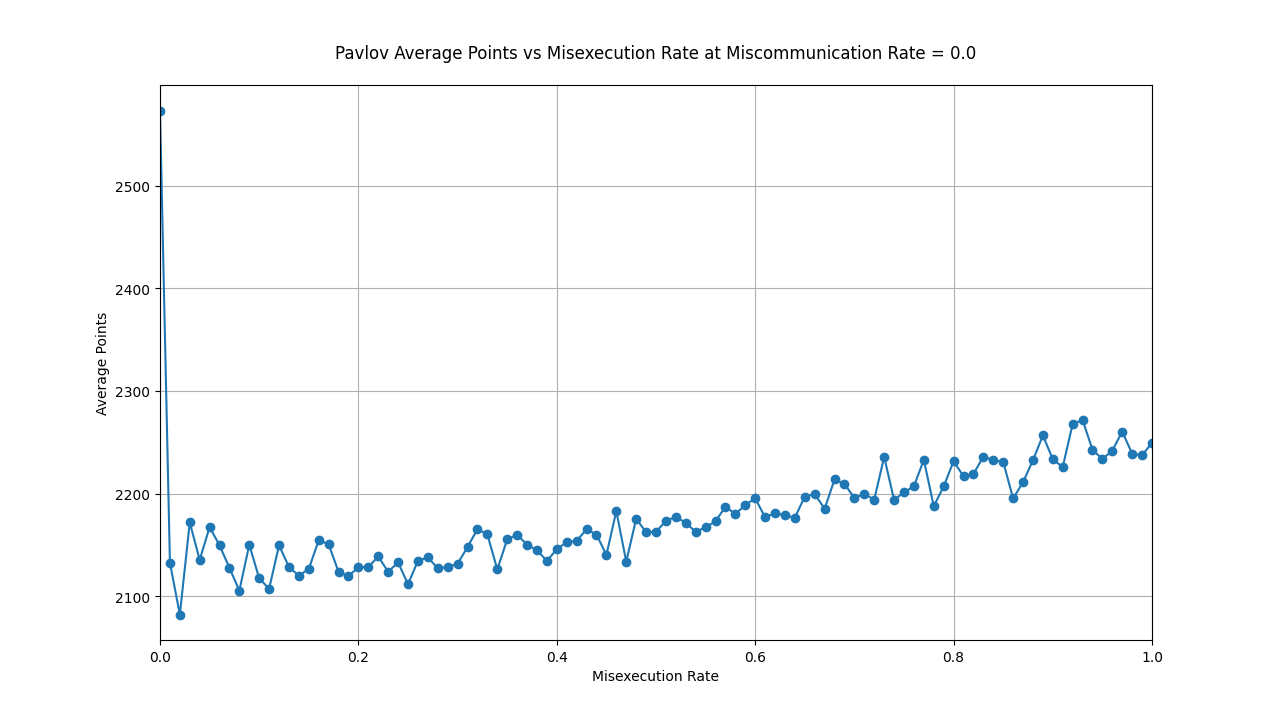 Pavlov Average Points vs Misexecution Rate at Miscommunication Rate = 0.0
2500
2400
2300
2200
2100
Average Points
0.0 0.2 0.4 0.6 0.8 1.0
Misexecution Rate